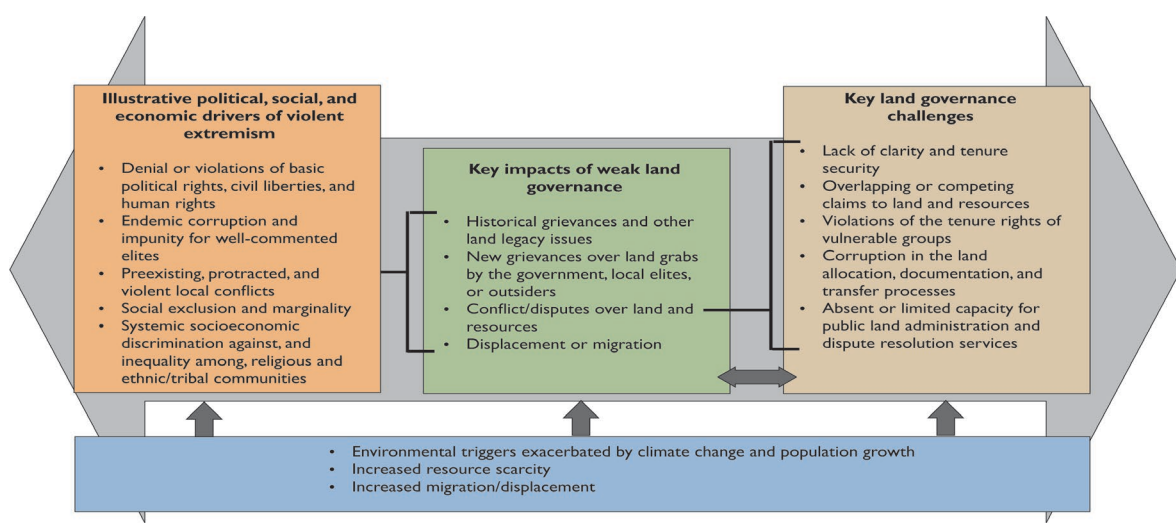 Illustrative political, social, and
economic drivers of violent
extremism
• Denial or violations of basic
political rights, civil liberties, and
human rights
• Endemic corruption and
impunity for well-commented
elites
• Preexisting, protracted, and
violent local conflicts
• Social exclusion and marginality
• Systemic socioeconomic
discrimination against, and
inequality among, religious and
ethnic/tribal communities
Key impacts of weak land
governance
• Historical grievances and other
land legacy issues
• New grievances over land grabs
by the government, local elites,
or outsiders
• Conflict/disputes over land and
resources
• Displacement or migration
Key land governance
challenges
• Lack of clarity and tenure
security
• Overlapping or competing
claims to land and resources
• Violations of the tenure rights of
vulnerable groups
• Corruption in the land
allocation, documentation, and
transfer processes
• Absent or limited capacity for
public land administration and
dispute resolution services
• Environmental triggers exacerbated by climate change and population growth
• Increased resource scarcity
• Increased migration/displacement